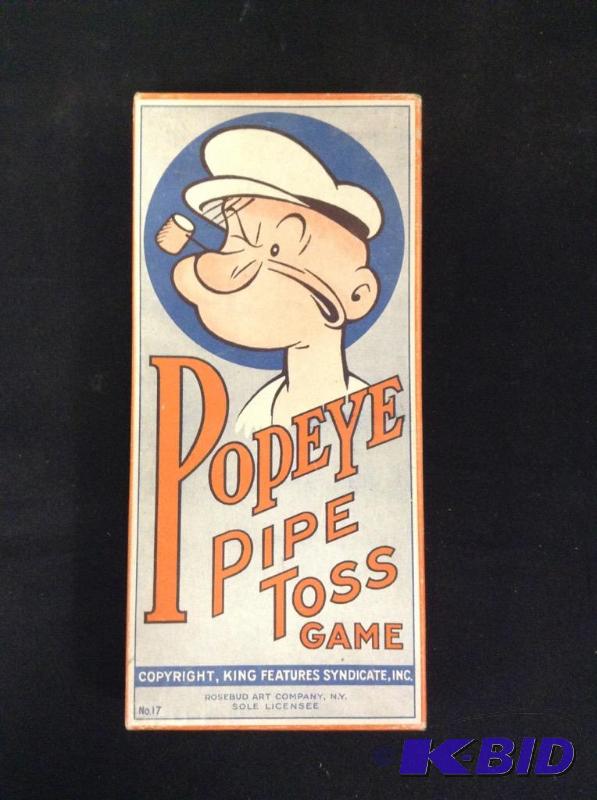 POPEYE
PIPE
TOSS
GAME
COPYRIGHT, KING FEATURES SYNDICATE, INC.
ROSEBUD ART COMPANY, N.Y.
SOLE LICENSEE
No.17
K-BID